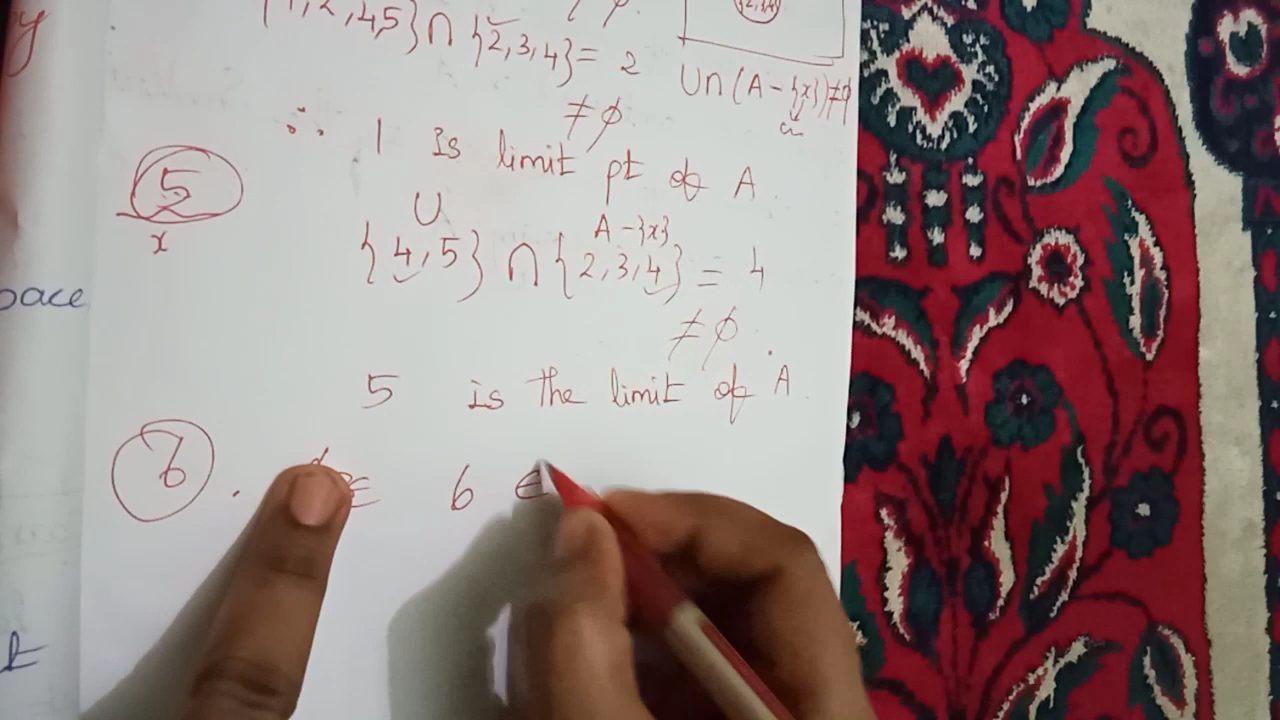 {1,2,4,5} ∩ {2,3,4} = 2
≠ ∅.
U∩(A-{x})≠∅
∴ 1 is limit pt of A.
5
x
U
A-{x}
{4,5} ∩ {2,3,4} = 4
≠ ∅.
5 is the limit of A.
6. 6 ∈
pace